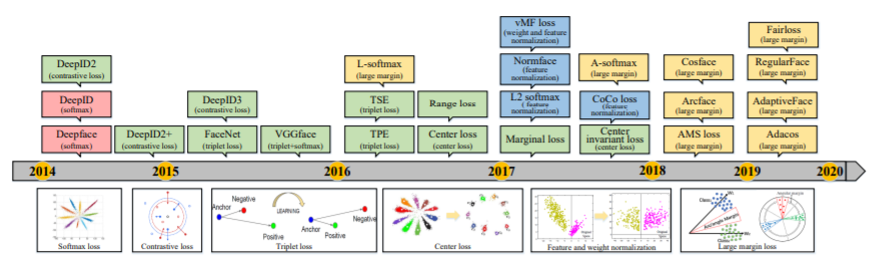 vMF loss
(weight and feature
normalization)
Fairloss
(large margin)
DeepID2
(contrastive loss)
L-softmax
(large margin)
Normface
(feature
normalization)
A-softmax
(large margin)
Cosface
(large margin)
RegularFace
(large margin)
DeepID
(softmax)
DeepID3
(contrastive loss)
TSE
(triplet loss)
Range loss
L2 softmax
(feature
normalization)
CoCo loss
(feature
normalization)
Arcface
(large margin)
AdaptiveFace
(large margin)
Deepface
(softmax)
DeepID2+
(contrastive loss)
FaceNet
(triplet loss)
VGGface
(triplet+softmax)
TPE
(triplet loss)
Center loss
(center loss)
Marginal loss
Center
invariant loss
(center loss)
AMS loss
(large margin)
Adacos
(large margin)
2014
2015
2016
2017
2018
2019
2020
Softmax loss
Contrastive loss
Anchor
Negative
Positive
LEARNING
Anchor
Negative
Positive
Triplet loss
Center loss
Feature and weight normalization
Angular Margin
Large margin loss